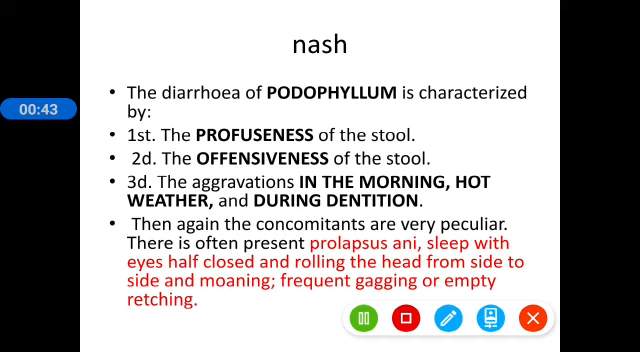 nash
00:43
• The diarrhoea of PODOPHYLLUM is characterized
by:
• 1st. The PROFUSENESS of the stool.
• 2d. The OFFENSIVENESS of the stool.
• 3d. The aggravations IN THE MORNING, HOT
WEATHER, and DURING DENTITION.
• Then again the concomitants are very peculiar.
There is often present prolapsus ani, sleep with
eyes half closed and rolling the head from side to
side and moaning; frequent gagging or empty
retching.